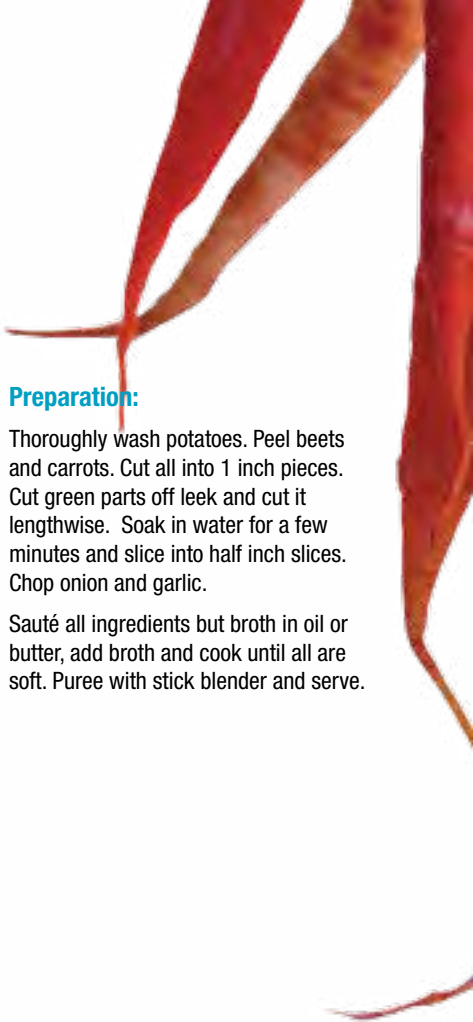 Preparation:
Thoroughly wash potatoes. Peel beets
and carrots. Cut all into 1 inch pieces.
Cut green parts off leek and cut it
lengthwise.  Soak in water for a few
minutes and slice into half inch slices.
Chop onion and garlic.
Sauté all ingredients but broth in oil or
butter, add broth and cook until all are
soft. Puree with stick blender and serve.